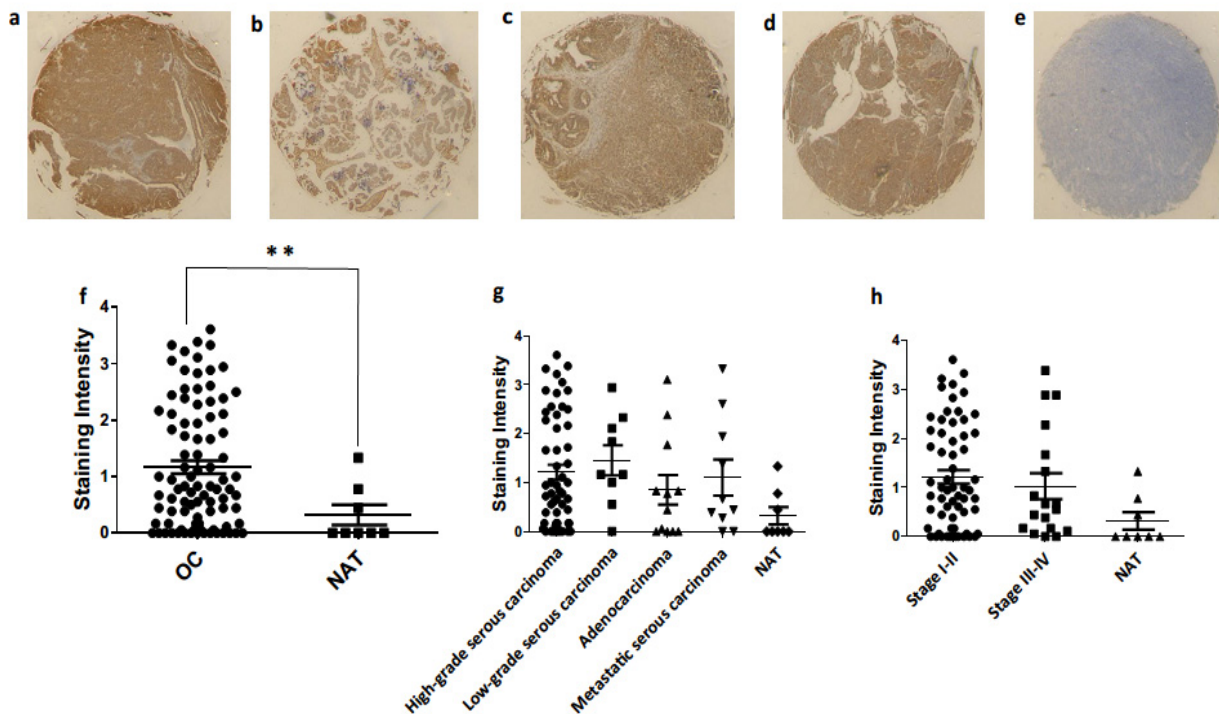 a
b
c
d
e
f
* *
Staining Intensity
4
3
2
1
0
OC
NAT
g
Staining Intensity
4
3
2
1
0
High-grade serous carcinoma
Low-grade serous carcinoma
Adenocarcinoma
Metastatic serous carcinoma
NAT
h
Staining Intensity
4
3
2
1
0
Stage I-II
Stage III-IV
NAT